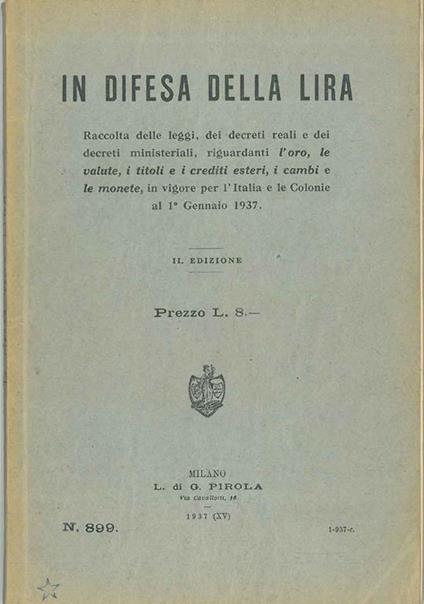 IN DIFESA DELLA LIRA
Raccolta delle leggi, dei decreti reali e dei
decreti ministeriali, riguardanti l'oro, le
valute, i titoli e i crediti esteri, i cambi e
le monete, in vigore per l'Italia e le Colonie
al 1° Gennaio 1937.
II. EDIZIONE
Prezzo L. 8.—
MILANO
L. di G. PIROLA
Via Cavallotti, 16
1937 (XV)
N. 899.
1-937-c.